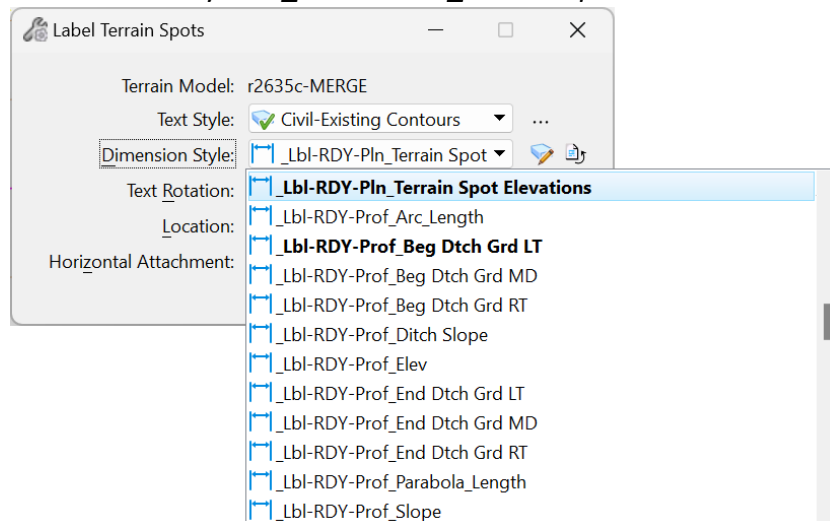 Label Terrain Spots
Terrain Model: r2635c-MERGE
Text Style: Civil-Existing Contours ...
Dimension Style: _Lbl-RDY-Pln_Terrain Spot
Text Rotation:
Location:
Horizontal Attachment:
_Lbl-RDY-Pln_Terrain Spot Elevations
_Lbl-RDY-Prof_Arc_Length
_Lbl-RDY-Prof_Beg Dtch Grd LT
_Lbl-RDY-Prof_Beg Dtch Grd MD
_Lbl-RDY-Prof_Beg Dtch Grd RT
_Lbl-RDY-Prof_Ditch Slope
_Lbl-RDY-Prof_Elev
_Lbl-RDY-Prof_End Dtch Grd LT
_Lbl-RDY-Prof_End Dtch Grd MD
_Lbl-RDY-Prof_End Dtch Grd RT
_Lbl-RDY-Prof_Parabola_Length
_Lbl-RDY-Prof_Slope